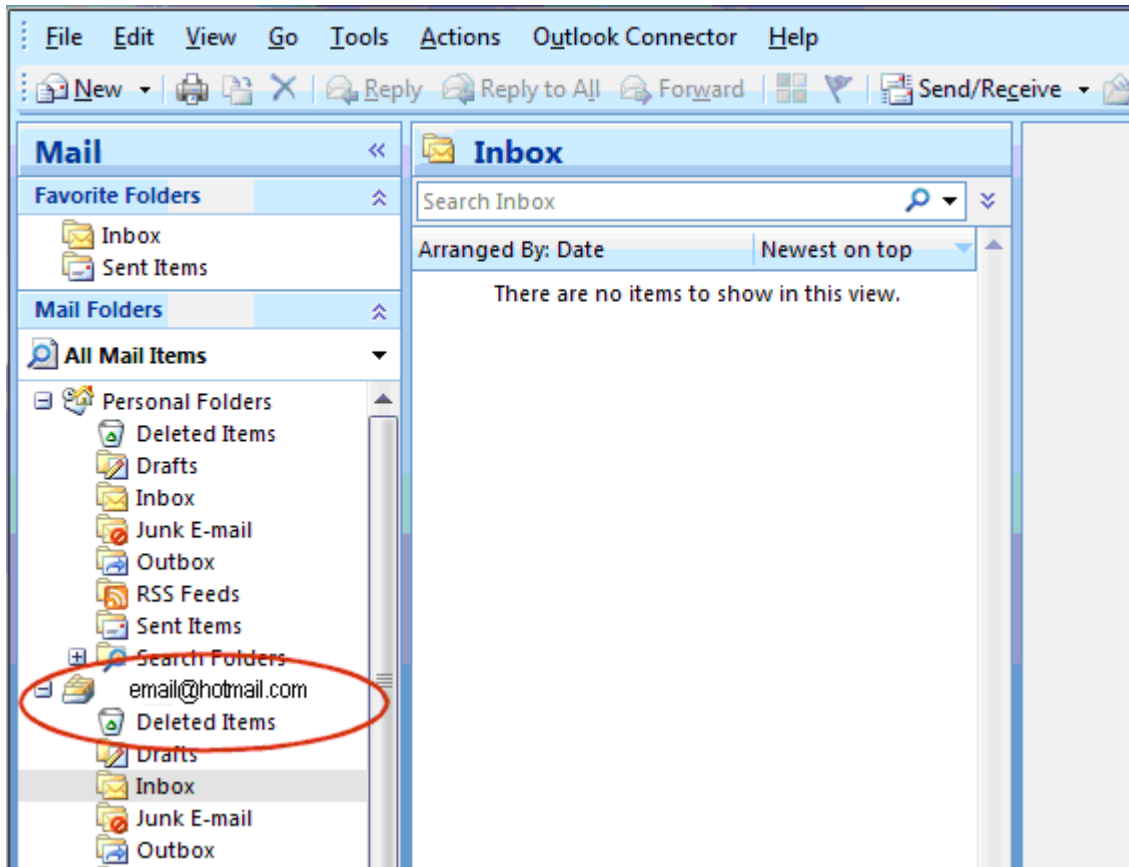 File Edit View Go Tools Actions Outlook Connector Help
New Reply Reply to All Forward Send/Receive
Mail «
Favorite Folders
Inbox
Sent Items
Mail Folders
All Mail Items
Personal Folders
Deleted Items
Drafts
Inbox
Junk E-mail
Outbox
RSS Feeds
Sent Items
Search Folders
email@hotmail.com
Deleted Items
Drafts
Inbox
Junk E-mail
Outbox
Inbox
Search Inbox
Arranged By: Date Newest on top
There are no items to show in this view.